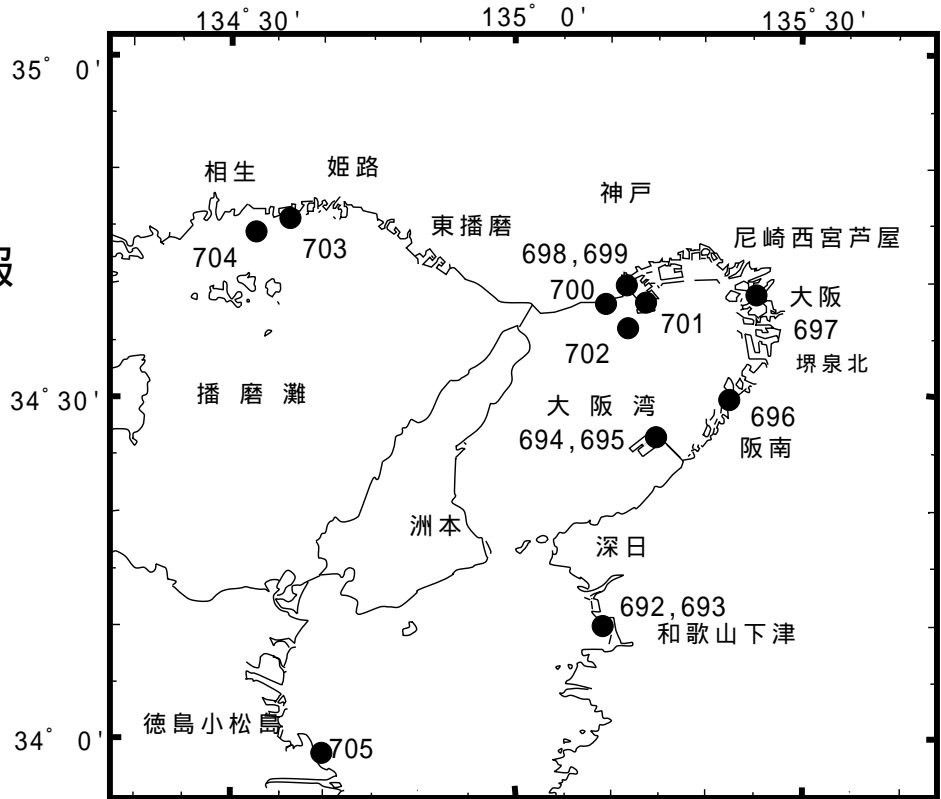 134°30'
135° 0'
135°30'
35° 0'
相生
姫路
神戸
東播磨
尼崎西宮芦屋
698,699
704
703
報
700
大阪
701
697
702
堺泉北
34°30'
播磨灘
大阪湾
696
694,695
阪南
洲本
深日
692,693
和歌山下津
徳島小松島
34° 0'
705